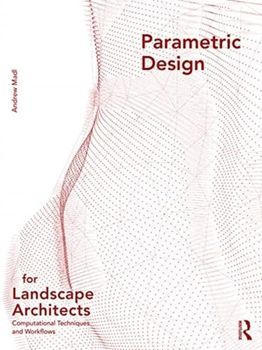 Parametric
Design
Andrew Madl
for
Landscape
Architects
Computational Techniques
and Workflows
R